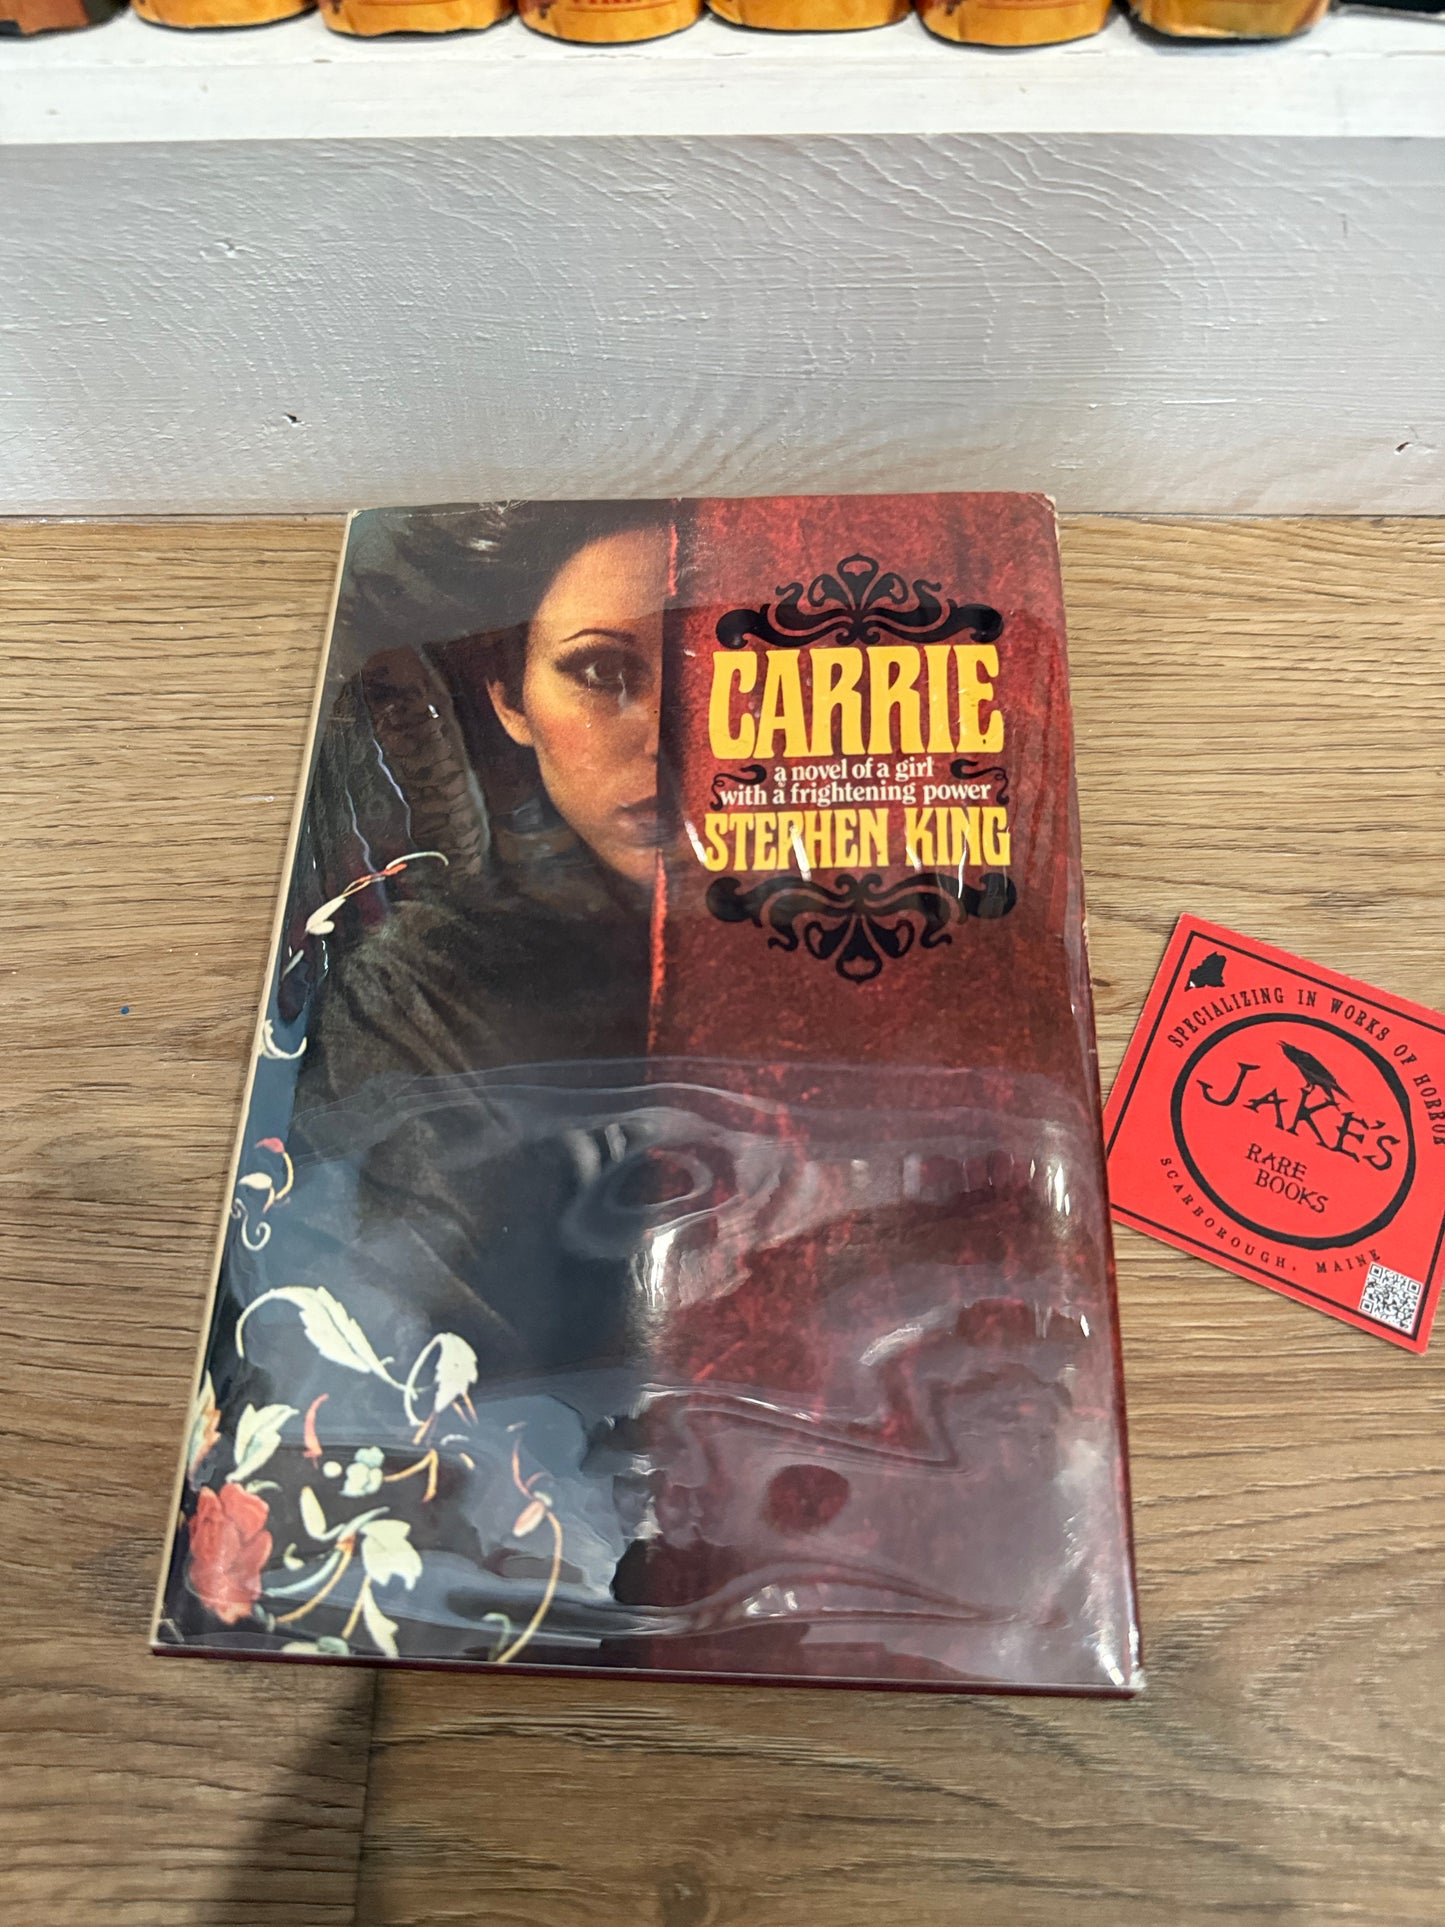 CARRIE
a novel of a girl
with a frightening power
STEPHEN KING
SPECIALIZING IN WORKS OF HORROR
JAKE'S
RARE
BOOKS
SCARBOROUGH, MAINE